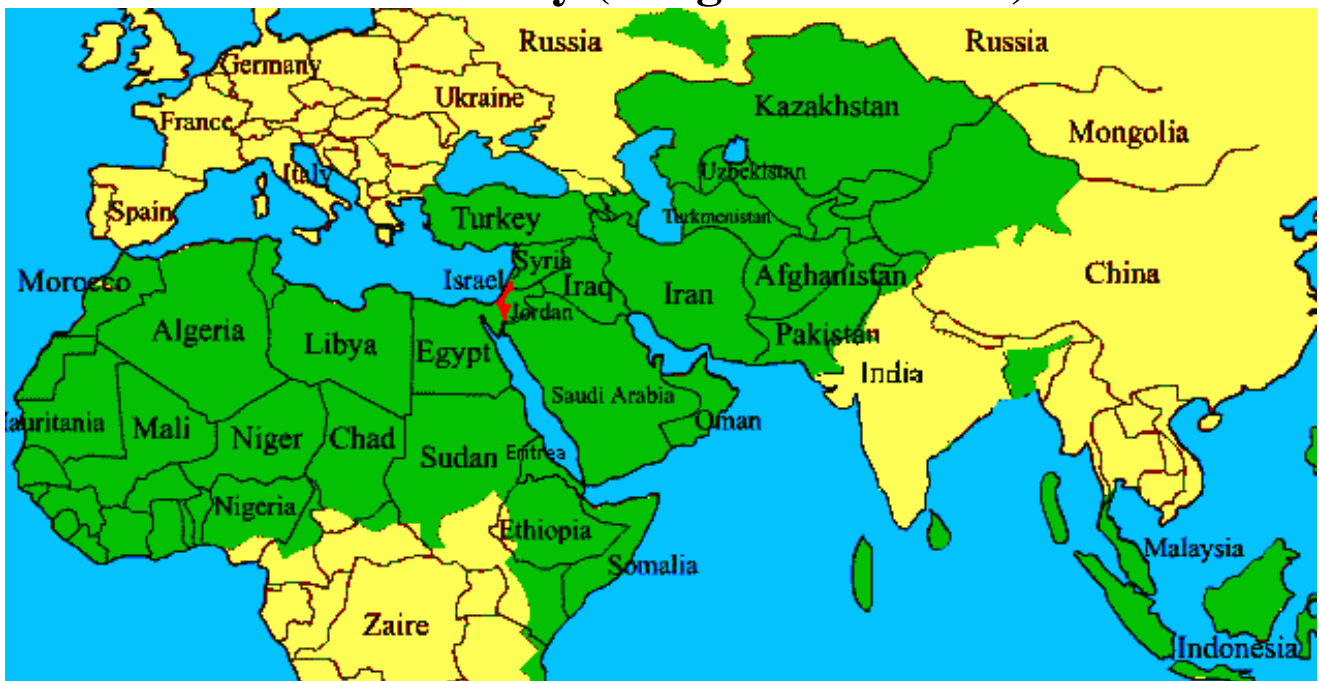 Russia
Russia
Germany
Ukraine
Kazakhstan
France
Mongolia
Italy
Uzbekistan
Spain
Turkey
Turkmenistan
Morocco
Israel
Syria
Iraq
Iran
Afghanistan
China
Jordan
Algeria
Libya
Egypt
Pakistan
India
Saudi Arabia
Oman
auritania
Mali
Niger
Chad
Sudan
Eritrea
Nigeria
Ethiopia
Somalia
Malaysia
Zaire
Indonesia